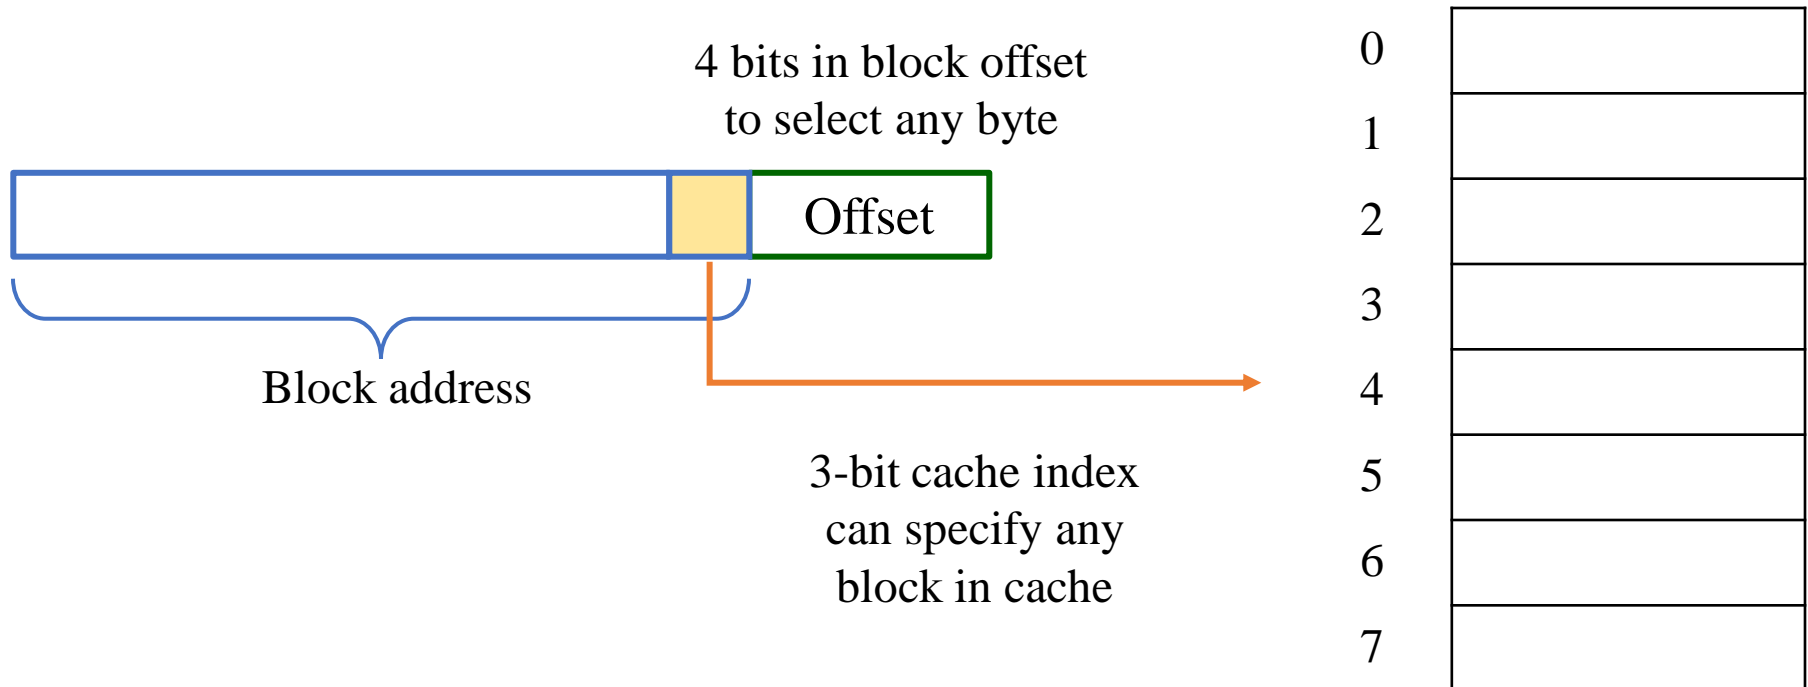 4 bits in block offset
to select any byte
Offset
Block address
3-bit cache index
can specify any
block in cache
0
1
2
3
4
5
6
7